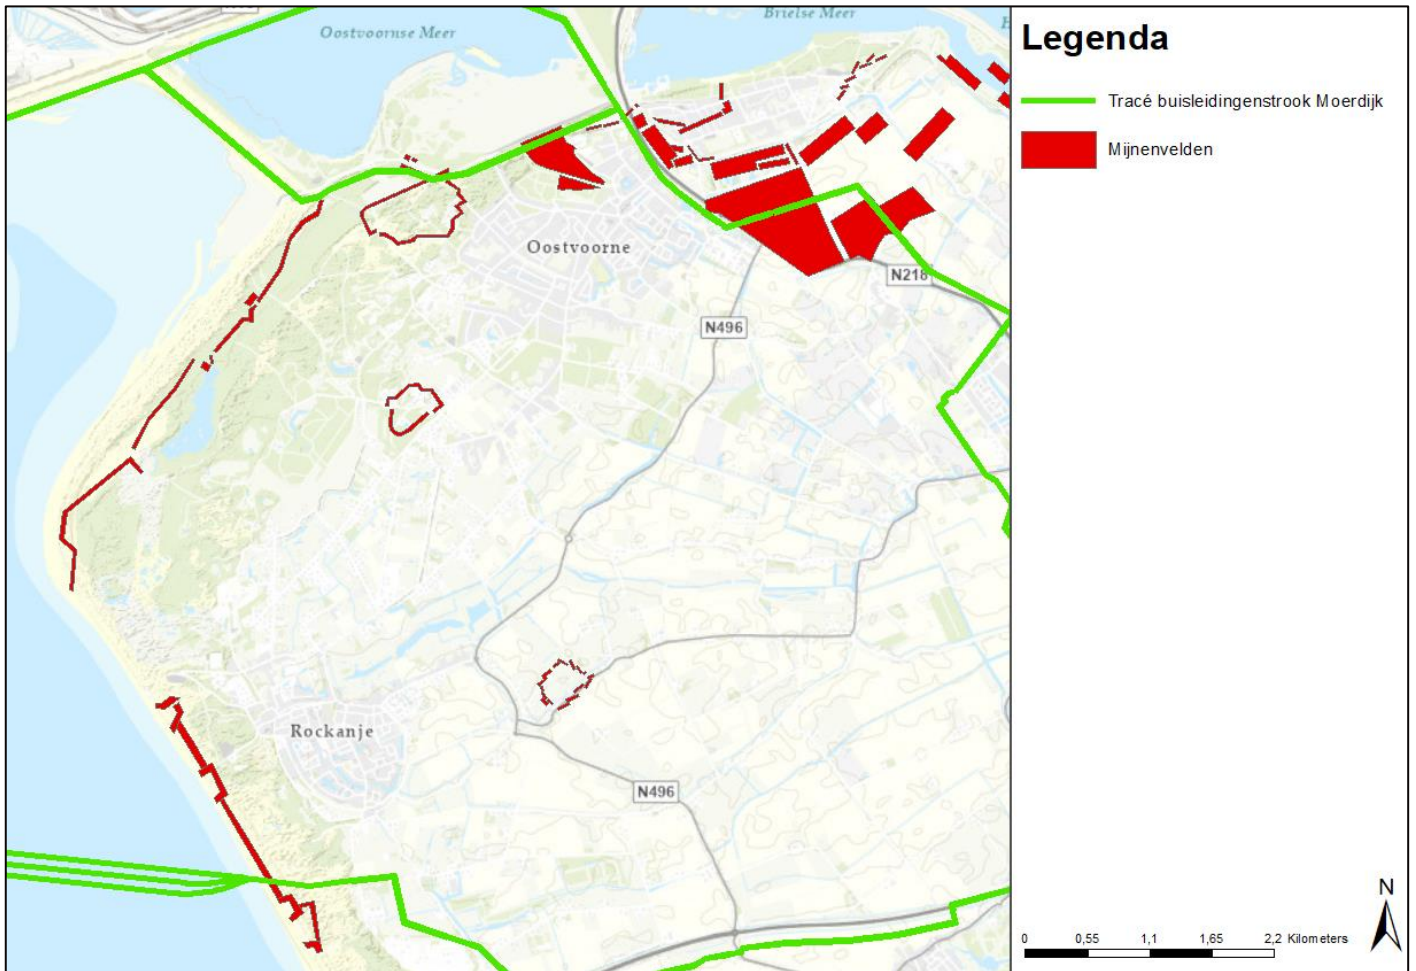 Oostvoornse Meer
Brielse Meer
Oostvoorne
N218
N496
Rockanje
N496
Legenda
Tracé buisleidingenstrook Moerdijk
Mijnenvelden
N
0 0,55 1,1 1,65 2,2 Kilometers